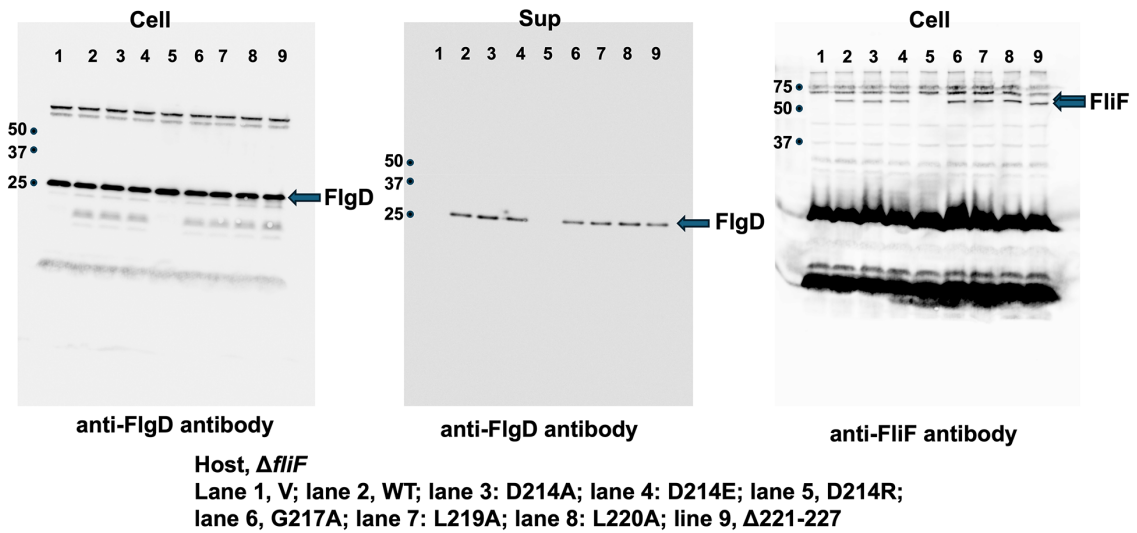 Cell
Sup
Cell
1 2 3 4 5 6 7 8 9
1 2 3 4 5 6 7 8 9
1 2 3 4 5 6 7 8 9
50
37
25
FlgD
50
37
25
FlgD
75
50
37
FliF
anti-FlgD antibody
anti-FlgD antibody
anti-FliF antibody
Host, ΔfliF
Lane 1, V; lane 2, WT; lane 3: D214A; lane 4: D214E; lane 5, D214R;
lane 6, G217A; lane 7: L219A; lane 8: L220A; line 9, Δ221-227